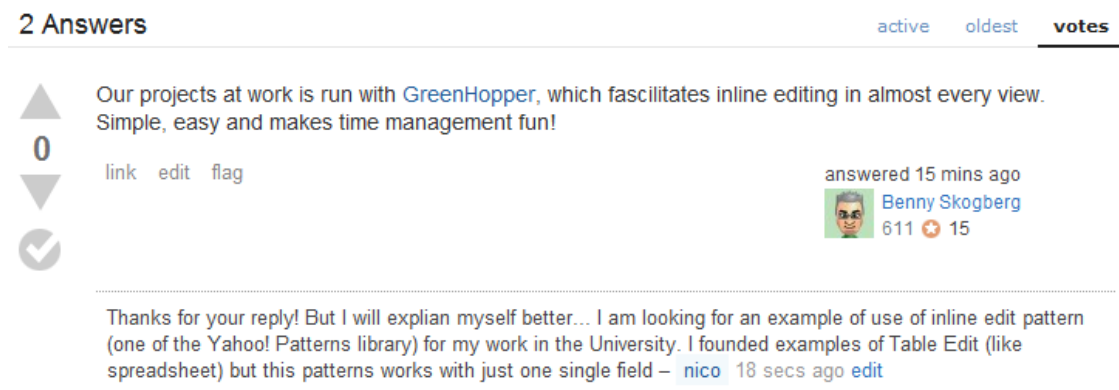 2 Answers
active oldest votes
Our projects at work is run with GreenHopper, which fascilitates inline editing in almost every view.
Simple, easy and makes time management fun!
0
link edit flag
answered 15 mins ago
Benny Skogberg
611 15
Thanks for your reply! But I will explian myself better... I am looking for an example of use of inline edit pattern
(one of the Yahoo! Patterns library) for my work in the University. I founded examples of Table Edit (like
spreadsheet) but this patterns works with just one single field – nico 18 secs ago edit